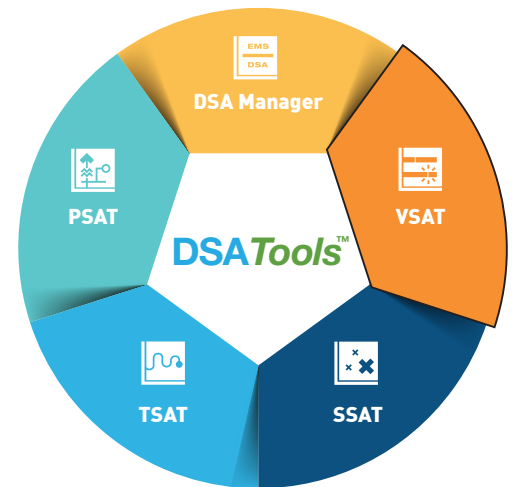 EMS
DSA
DSA Manager
PSAT
VSAT
DSATools™
TSAT
SSAT